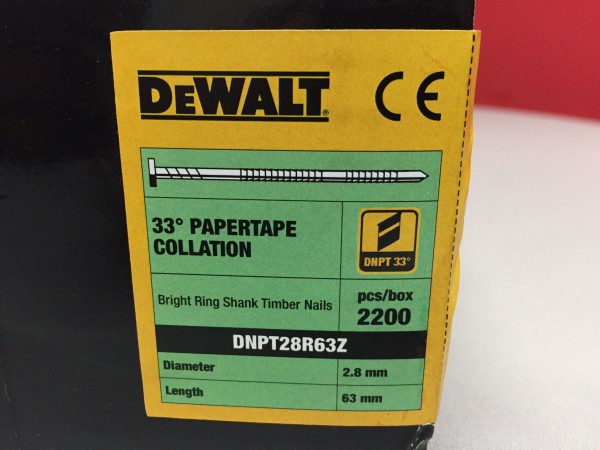 DEWALT®
CE
33° PAPERTAPE
COLLATION
DNPT 33°
Bright Ring Shank Timber Nails
pcs/box
2200
DNPT28R63Z
Diameter 2.8 mm
Length 63 mm